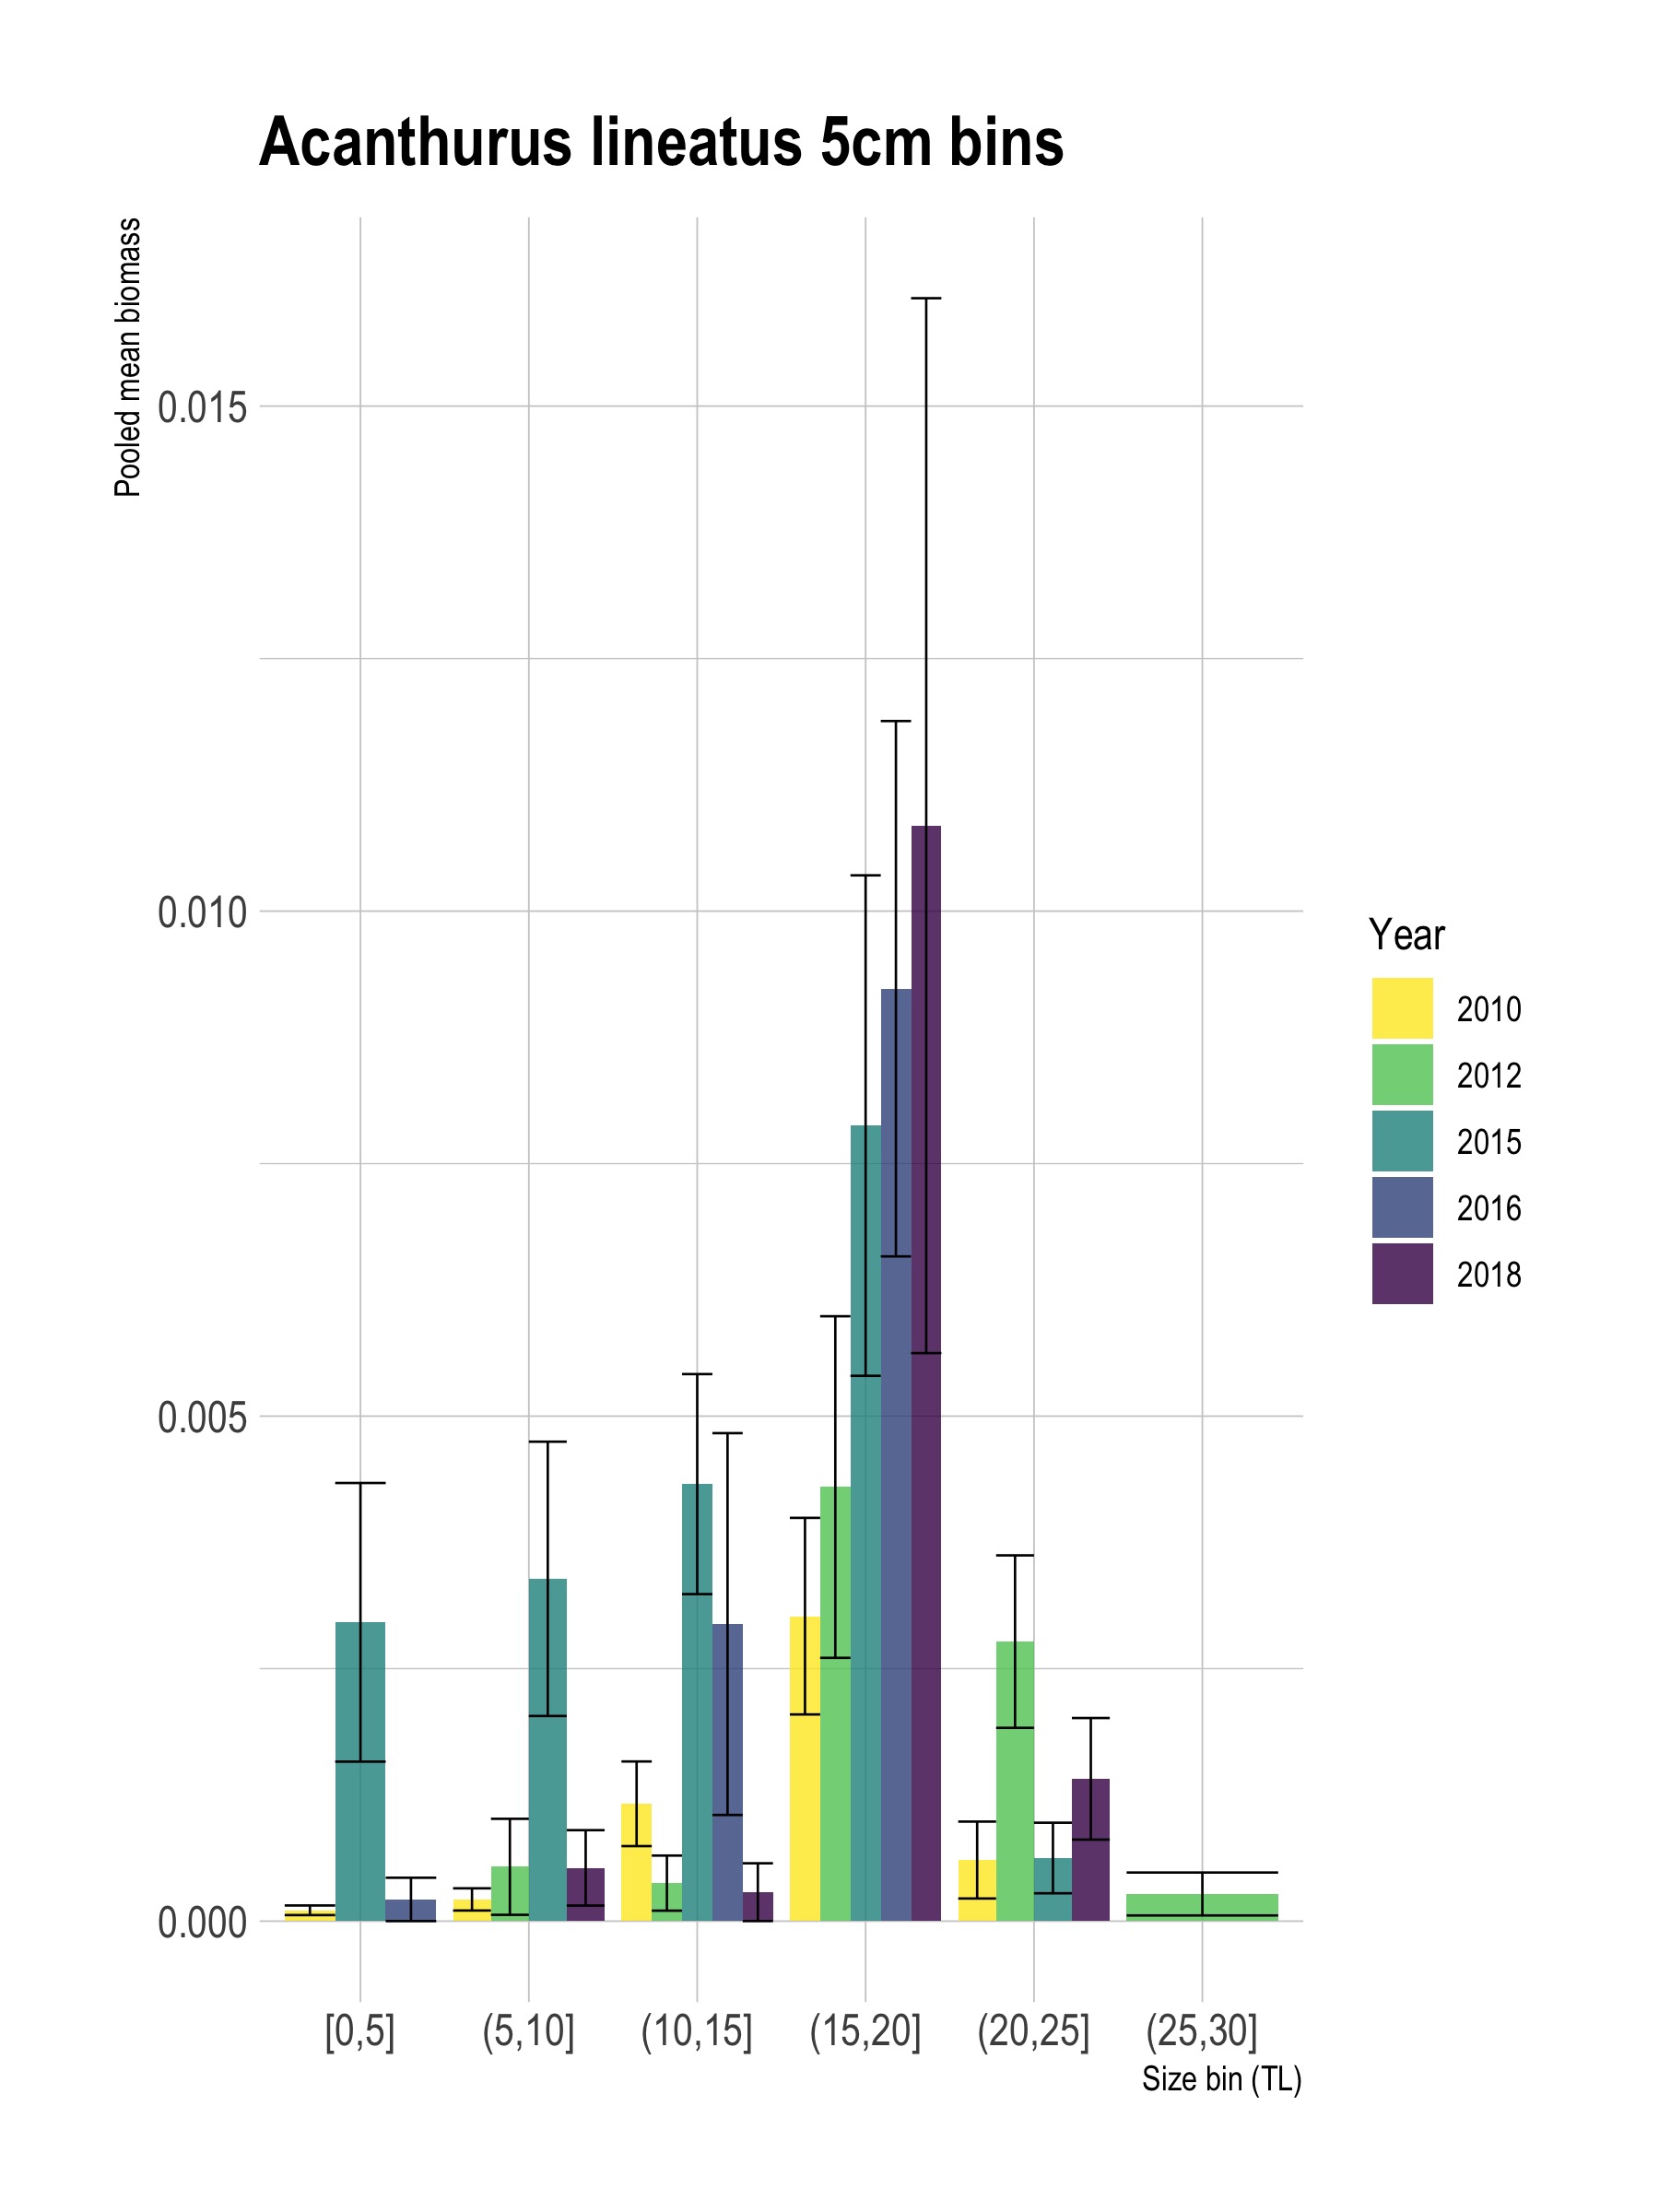 Acanthurus lineatus 5cm bins
Pooled mean biomass
0.015
0.010
0.005
0.000
[0,5] (5,10] (10,15] (15,20] (20,25] (25,30]
Size bin (TL)
Year
2010
2012
2015
2016
2018